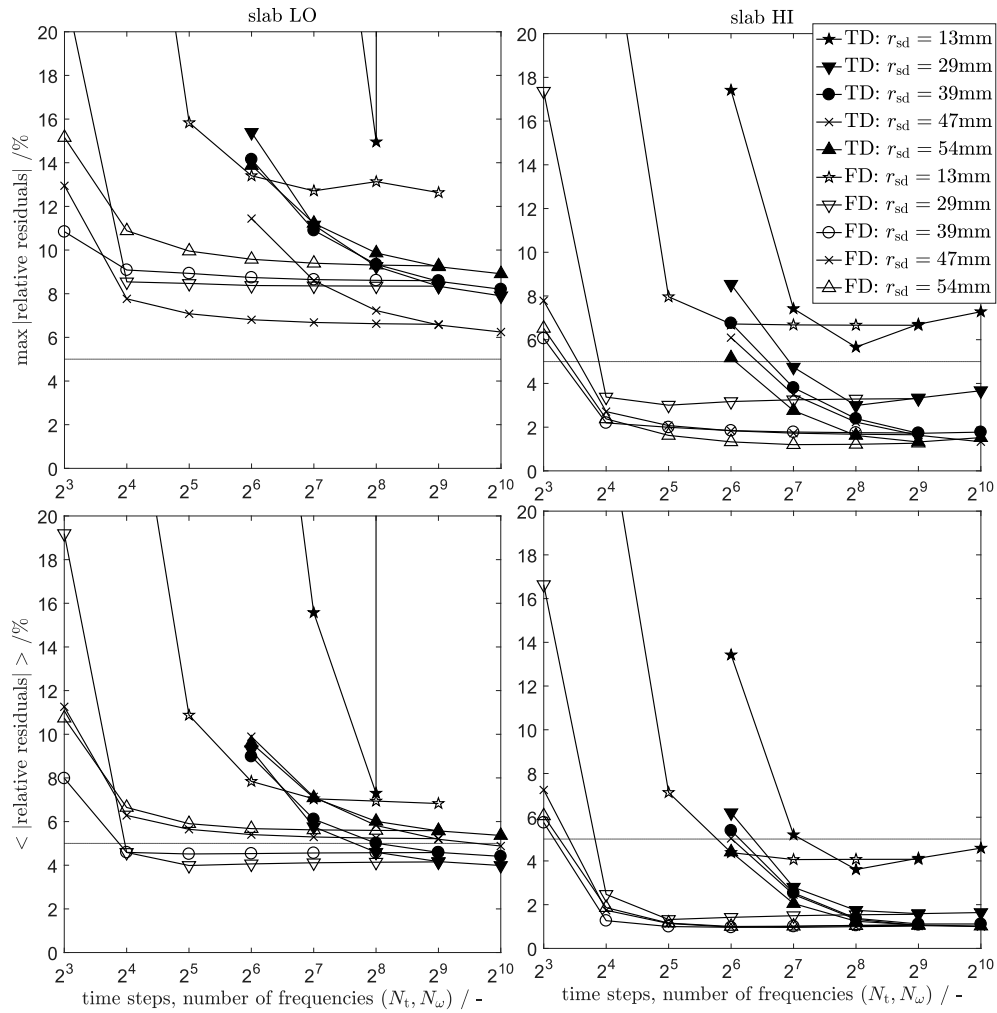 slab LO
slab HI
max |relative residuals| /%
20
18
16
14
12
10
8
6
4
2
0
2^3 2^4 2^5 2^6 2^7 2^8 2^9 2^10
20
18
16
14
12
10
8
6
4
2
0
2^3 2^4 2^5 2^6 2^7 2^8 2^9 2^10
TD: r_sd = 13mm
TD: r_sd = 29mm
TD: r_sd = 39mm
TD: r_sd = 47mm
TD: r_sd = 54mm
FD: r_sd = 13mm
FD: r_sd = 29mm
FD: r_sd = 39mm
FD: r_sd = 47mm
FD: r_sd = 54mm
< |relative residuals| > /%
20
18
16
14
12
10
8
6
4
2
0
2^3 2^4 2^5 2^6 2^7 2^8 2^9 2^10
time steps, number of frequencies (N_t, N_ω) / -
20
18
16
14
12
10
8
6
4
2
0
2^3 2^4 2^5 2^6 2^7 2^8 2^9 2^10
time steps, number of frequencies (N_t, N_ω) / -